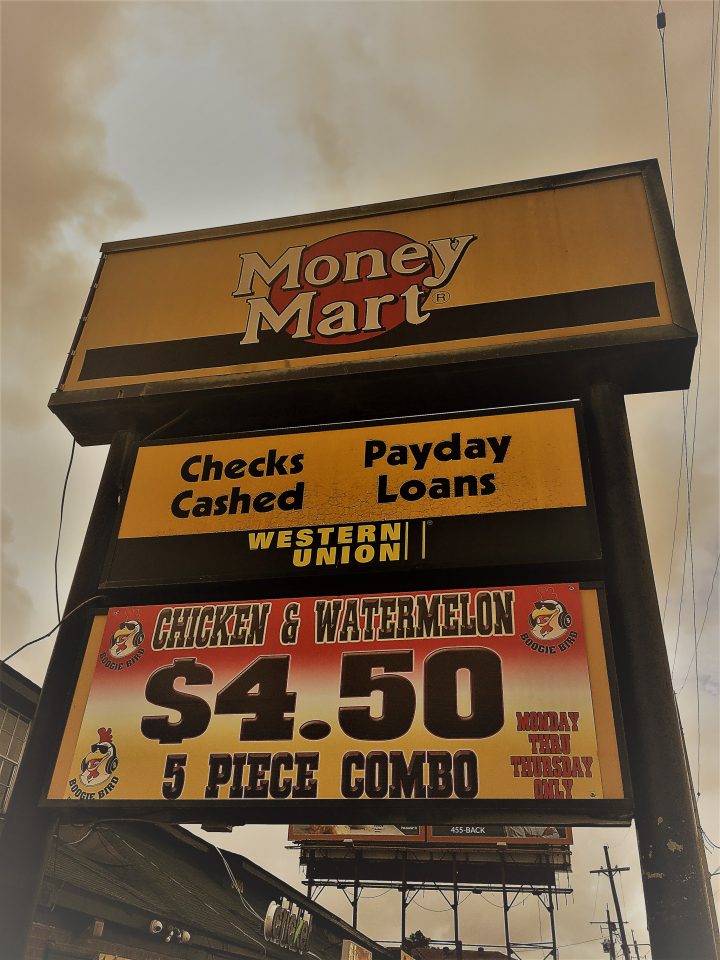 Money
Mart®
Checks
Cashed
Payday
Loans
WESTERN
UNION
CHICKEN & WATERMELON
BOOGIE BIRD
BOOGIE BIRD
$4.50
5 PIECE COMBO
MONDAY
THRU
THURSDAY
ONLY
BOOGIE BIRD
455-BACK